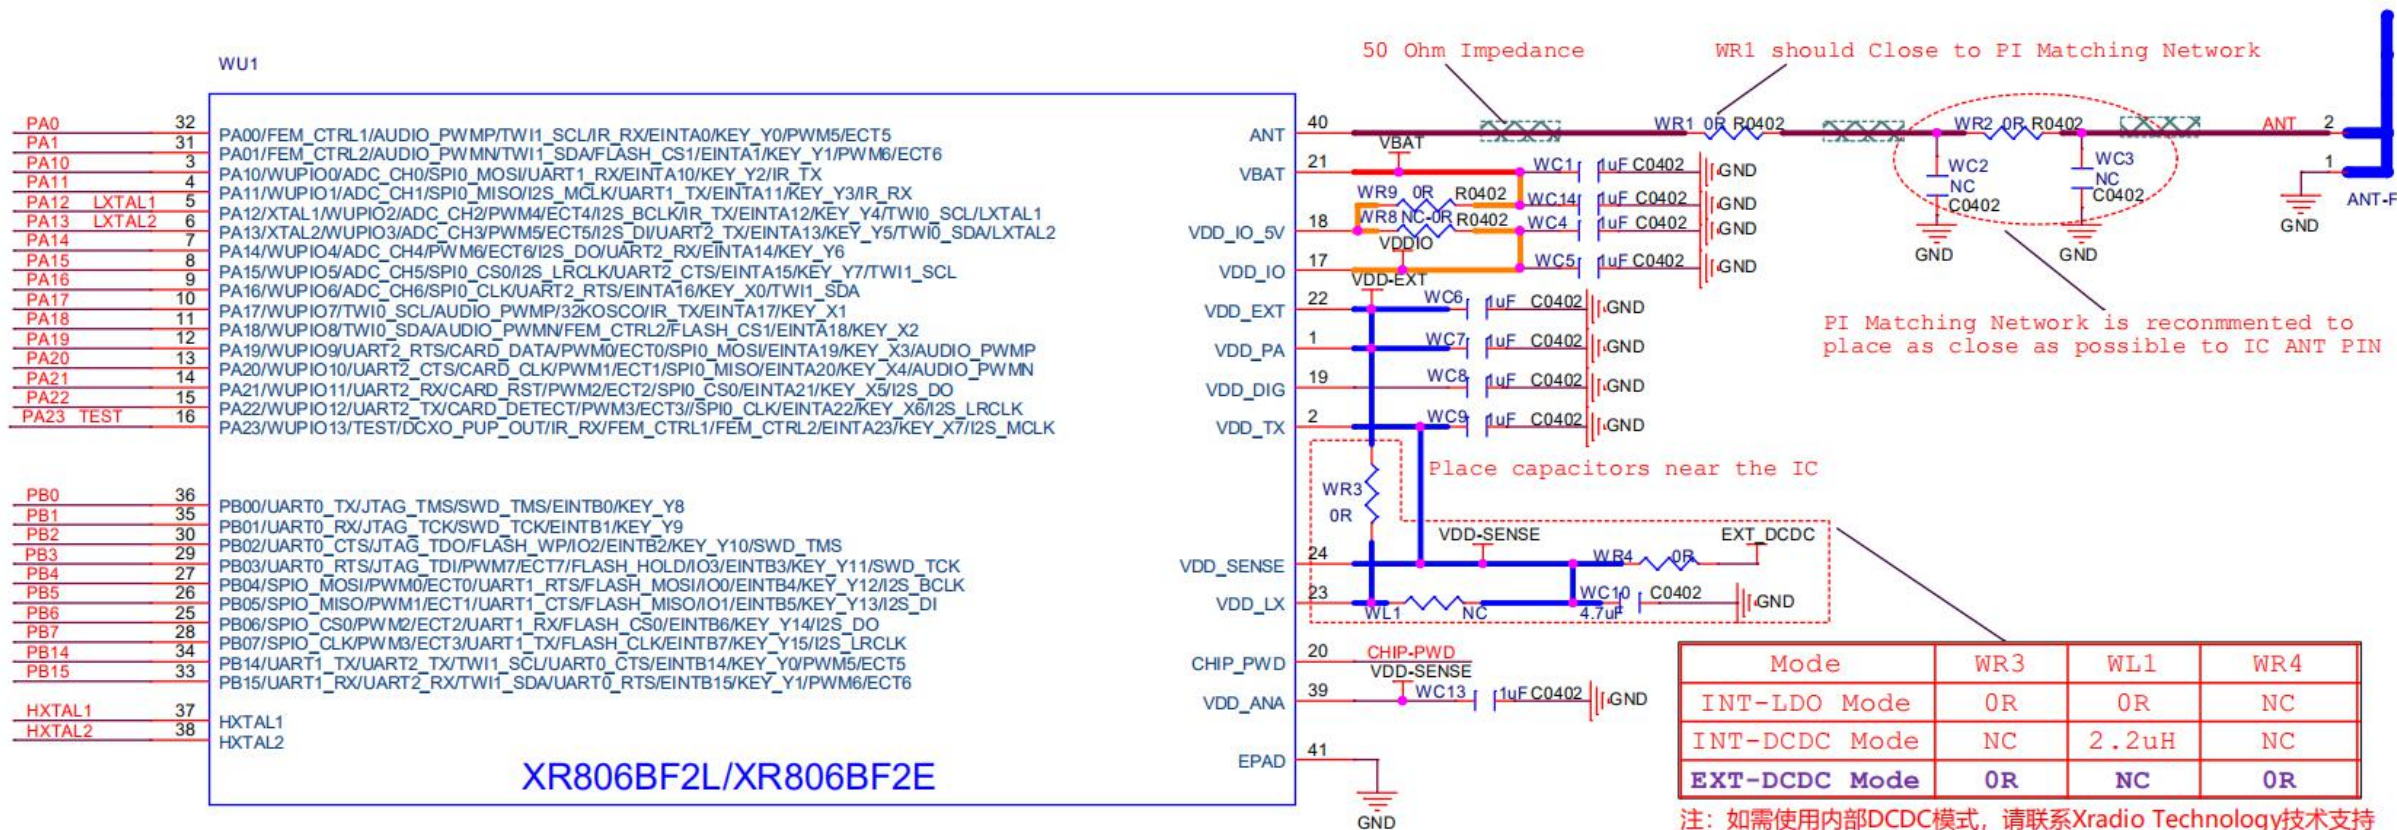 WU1
50 Ohm Impedance
WR1 should Close to PI Matching Network
PA0 32 PA00/FEM_CTRL1/AUDIO_PWMP/TWI1_SCL/IR_RX/EINTA0/KEY_Y0/PWM5/ECT5
PA1 31 PA01/FEM_CTRL2/AUDIO_PWMN/TWI1_SDA/FLASH_CS1/EINTA1/KEY_Y1/PWM6/ECT6
PA10 3 PA10/WUPIO0/ADC_CH0/SPI0_MOSI/UART1_RX/EINTA10/KEY_Y2/IR_TX
PA11 4 PA11/WUPIO1/ADC_CH1/SPI0_MISO/I2S_MCLK/UART1_TX/EINTA11/KEY_Y3/IR_RX
PA12 LXTAL1 5 PA12/XTAL1/WUPIO2/ADC_CH2/PWM4/ECT4/I2S_BCLK/IR_TX/EINTA12/KEY_Y4/TWI0_SCL/LXTAL1
PA13 LXTAL2 6 PA13/XTAL2/WUPIO3/ADC_CH3/PWM5/ECT5/I2S_DI/UART2_TX/EINTA13/KEY_Y5/TWI0_SDA/LXTAL2
PA14 7 PA14/WUPIO4/ADC_CH4/PWM6/ECT6/I2S_DO/UART2_RX/EINTA14/KEY_Y6
PA15 8 PA15/WUPIO5/ADC_CH5/SPI0_CS0/I2S_LRCLK/UART2_CTS/EINTA15/KEY_Y7/TWI1_SCL
PA16 9 PA16/WUPIO6/ADC_CH6/SPI0_CLK/UART2_RTS/EINTA16/KEY_X0/TWI1_SDA
PA17 10 PA17/WUPIO7/TWI0_SCL/AUDIO_PWMP/32KOSCO/IR_TX/EINTA17/KEY_X1
PA18 11 PA18/WUPIO8/TWI0_SDA/AUDIO_PWMN/FEM_CTRL2/FLASH_CS1/EINTA18/KEY_X2
PA19 12 PA19/WUPIO9/UART2_RTS/CARD_DATA/PWM0/ECT0/SPI0_MOSI/EINTA19/KEY_X3/AUDIO_PWMP
PA20 13 PA20/WUPIO10/UART2_CTS/CARD_CLK/PWM1/ECT1/SPI0_MISO/EINTA20/KEY_X4/AUDIO_PWMN
PA21 14 PA21/WUPIO11/UART2_RX/CARD_RST/PWM2/ECT2/SPI0_CS0/EINTA21/KEY_X5/I2S_DO
PA22 15 PA22/WUPIO12/UART2_TX/CARD_DETECT/PWM3/ECT3//SPI0_CLK/EINTA22/KEY_X6/I2S_LRCLK
PA23 TEST 16 PA23/WUPIO13/TEST/DCXO_PUP_OUT/IR_RX/FEM_CTRL1/FEM_CTRL2/EINTA23/KEY_X7/I2S_MCLK
PB0 36 PB00/UART0_TX/JTAG_TMS/SWD_TMS/EINTB0/KEY_Y8
PB1 35 PB01/UART0_RX/JTAG_TCK/SWD_TCK/EINTB1/KEY_Y9
PB2 30 PB02/UART0_CTS/JTAG_TDO/FLASH_WP/IO2/EINTB2/KEY_Y10/SWD_TMS
PB3 29 PB03/UART0_RTS/JTAG_TDI/PWM7/ECT7/FLASH_HOLD/IO3/EINTB3/KEY_Y11/SWD_TCK
PB4 27 PB04/SPIO_MOSI/PWM0/ECT0/UART1_RTS/FLASH_MOSI/IO0/EINTB4/KEY_Y12/I2S_BCLK
PB5 26 PB05/SPIO_MISO/PWM1/ECT1/UART1_CTS/FLASH_MISO/IO1/EINTB5/KEY_Y13/I2S_DI
PB6 25 PB06/SPIO_CS0/PWM2/ECT2/UART1_RX/FLASH_CS0/EINTB6/KEY_Y14/I2S_DO
PB7 28 PB07/SPIO_CLK/PWM3/ECT3/UART1_TX/FLASH_CLK/EINTB7/KEY_Y15/I2S_LRCLK
PB14 34 PB14/UART1_TX/UART2_TX/TWI1_SCL/UART0_CTS/EINTB14/KEY_Y0/PWM5/ECT5
PB15 33 PB15/UART1_RX/UART2_RX/TWI1_SDA/UART0_RTS/EINTB15/KEY_Y1/PWM6/ECT6
HXTAL1 37 HXTAL1
HXTAL2 38 HXTAL2
XR806BF2L/XR806BF2E
ANT 40 WR1 0R R0402 WR2 0R R0402 ANT 2
VBAT
VBAT 21 WC1 1uF C0402 GND
WC2 NC C0402 GND
WC3 NC C0402 GND
1 GND ANT-F
WR9 0R R0402 WC14 1uF C0402 GND
VDD_IO_5V 18 WR8 NC-0R R0402 WC4 1uF C0402 GND
VDDIO
VDD_IO 17 WC5 1uF C0402 GND
VDD-EXT
VDD_EXT 22 WC6 1uF C0402 GND
VDD_PA 1 WC7 1uF C0402 GND
VDD_DIG 19 WC8 1uF C0402 GND
VDD_TX 2 WC9 1uF C0402 GND
PI Matching Network is reconmmented to
place as close as possible to IC ANT PIN
Place capacitors near the IC
WR3
0R
VDD-SENSE EXT_DCDC
VDD_SENSE 24 WR4 0R
VDD_LX 23 WL1 NC WC10 4.7uF C0402 GND
CHIP_PWD 20 CHIP-PWD
VDD-SENSE
VDD_ANA 39 WC13 1uF C0402 GND
EPAD 41
GND
Mode WR3 WL1 WR4
INT-LDO Mode 0R 0R NC
INT-DCDC Mode NC 2.2uH NC
EXT-DCDC Mode 0R NC 0R
注：如需使用内部DCDC模式，请联系Xradio Technology技术支持